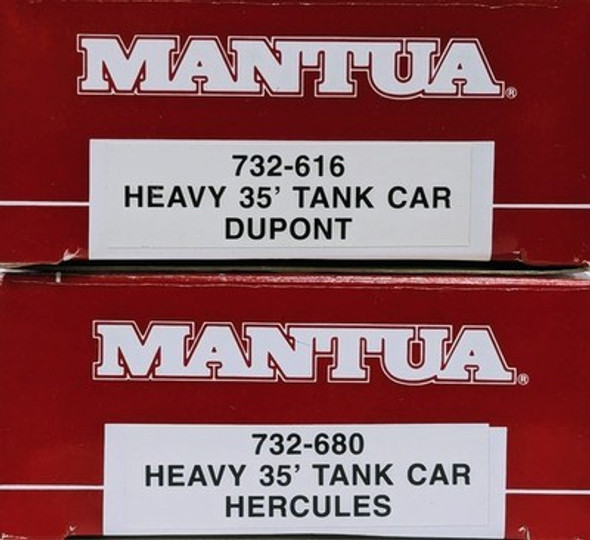 MANTUA®
732-616
HEAVY 35' TANK CAR
DUPONT
MANTUA®
732-680
HEAVY 35' TANK CAR
HERCULES